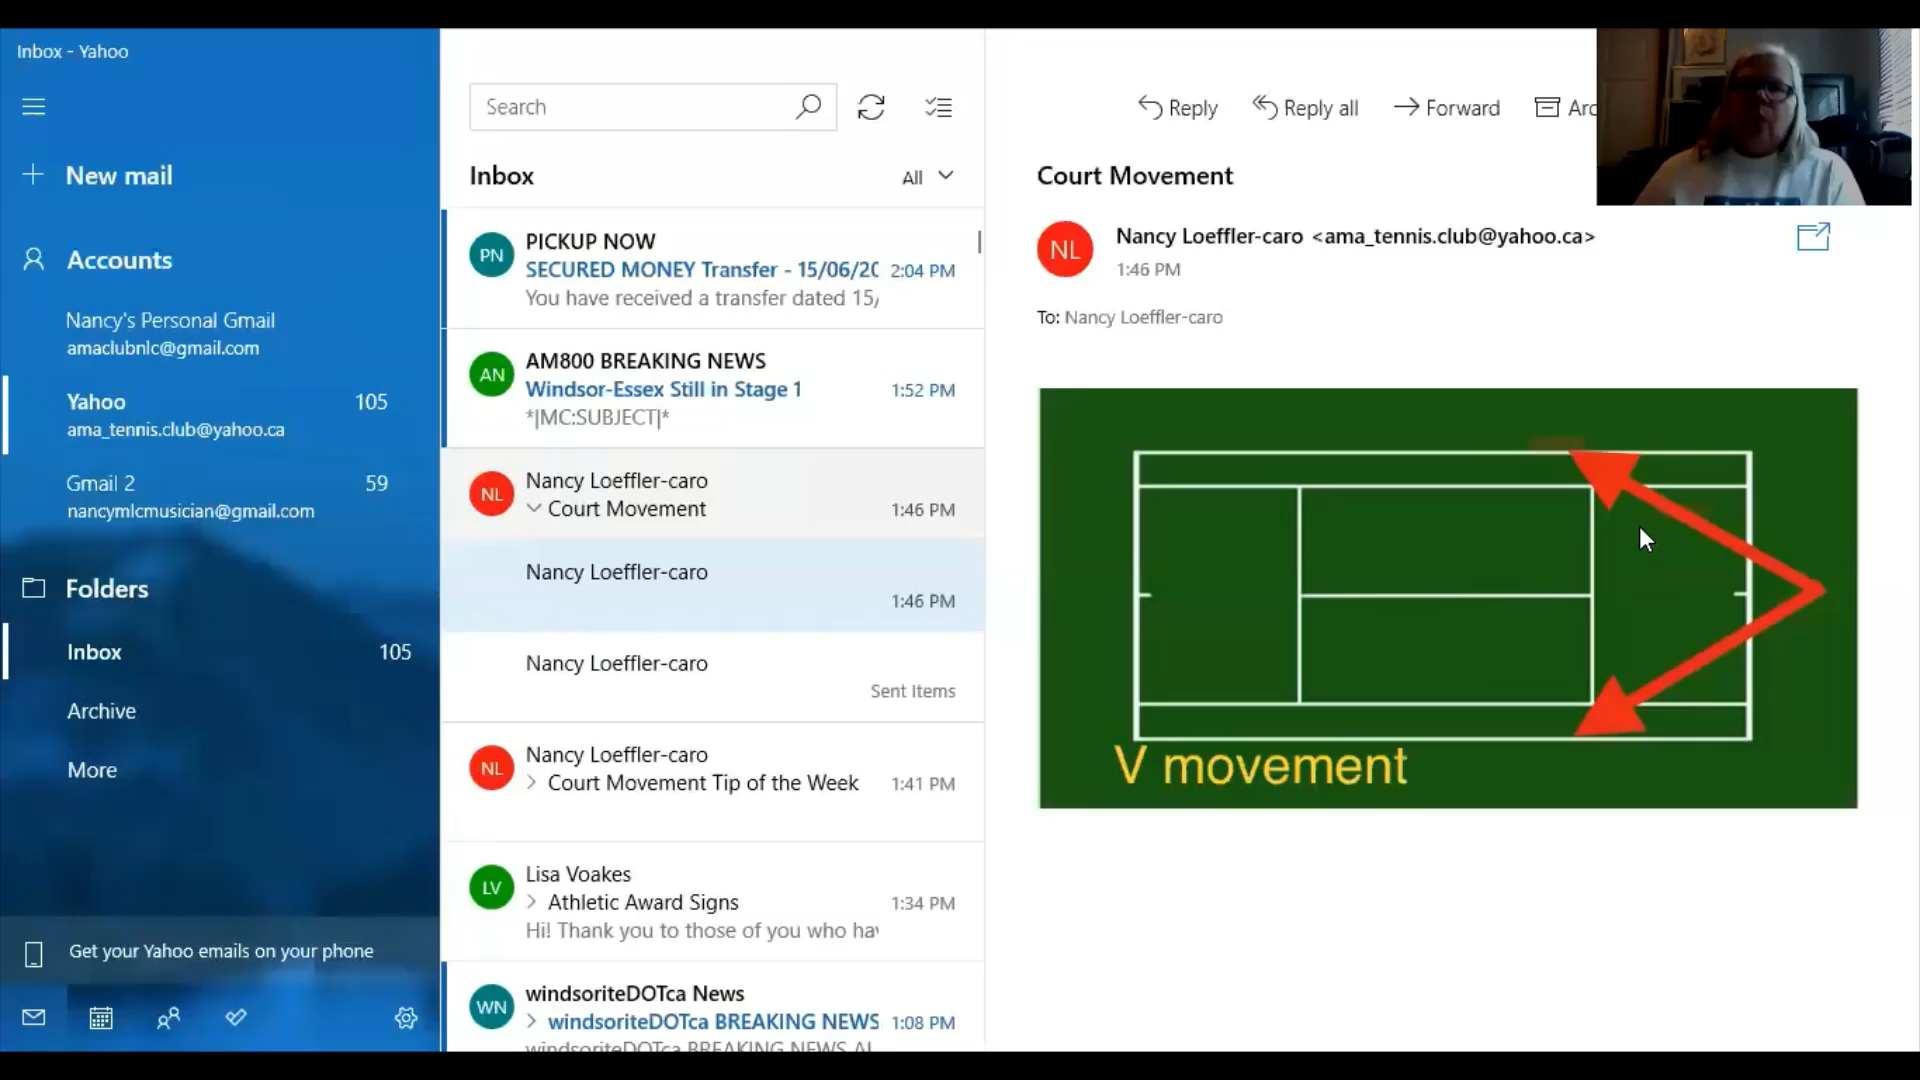 Inbox - Yahoo
New mail
Accounts
Nancy's Personal Gmail
amaclubnlc@gmail.com
Yahoo 105
ama_tennis.club@yahoo.ca
Gmail 2 59
nancymlcmusician@gmail.com
Folders
Inbox 105
Archive
More
Get your Yahoo emails on your phone
Search
Inbox All
PN PICKUP NOW
SECURED MONEY Transfer - 15/06/20 2:04 PM
You have received a transfer dated 15/
AN AM800 BREAKING NEWS
Windsor-Essex Still in Stage 1 1:52 PM
*|MC:SUBJECT|*
NL Nancy Loeffler-caro
Court Movement 1:46 PM
Nancy Loeffler-caro
1:46 PM
Nancy Loeffler-caro
Sent Items
NL Nancy Loeffler-caro
Court Movement Tip of the Week 1:41 PM
LV Lisa Voakes
Athletic Award Signs 1:34 PM
Hi! Thank you to those of you who hav
WN windsoriteDOTca News
windsoriteDOTca BREAKING NEWS 1:08 PM
windsoriteDOTca BREAKING NEWS AL
Reply Reply all Forward Arc
Court Movement
NL Nancy Loeffler-caro <ama_tennis.club@yahoo.ca>
1:46 PM
To: Nancy Loeffler-caro
V movement